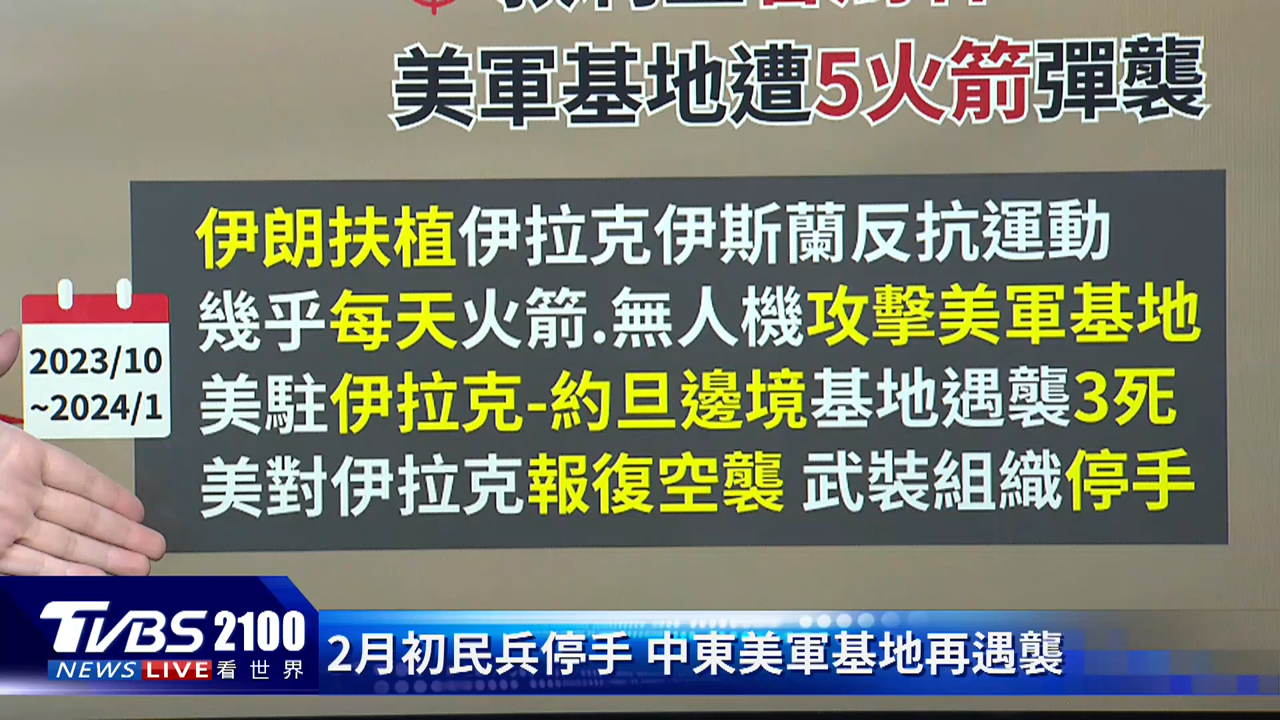 美軍基地遭5火箭彈襲
伊朗扶植伊拉克伊斯蘭反抗運動
幾乎每天火箭.無人機攻擊美軍基地
美駐伊拉克-約旦邊境基地遇襲3死
美對伊拉克報復空襲 武裝組織停手
2023/10
~2024/1
TVBS 2100
NEWS LIVE 看世界
2月初民兵停手 中東美軍基地再遇襲